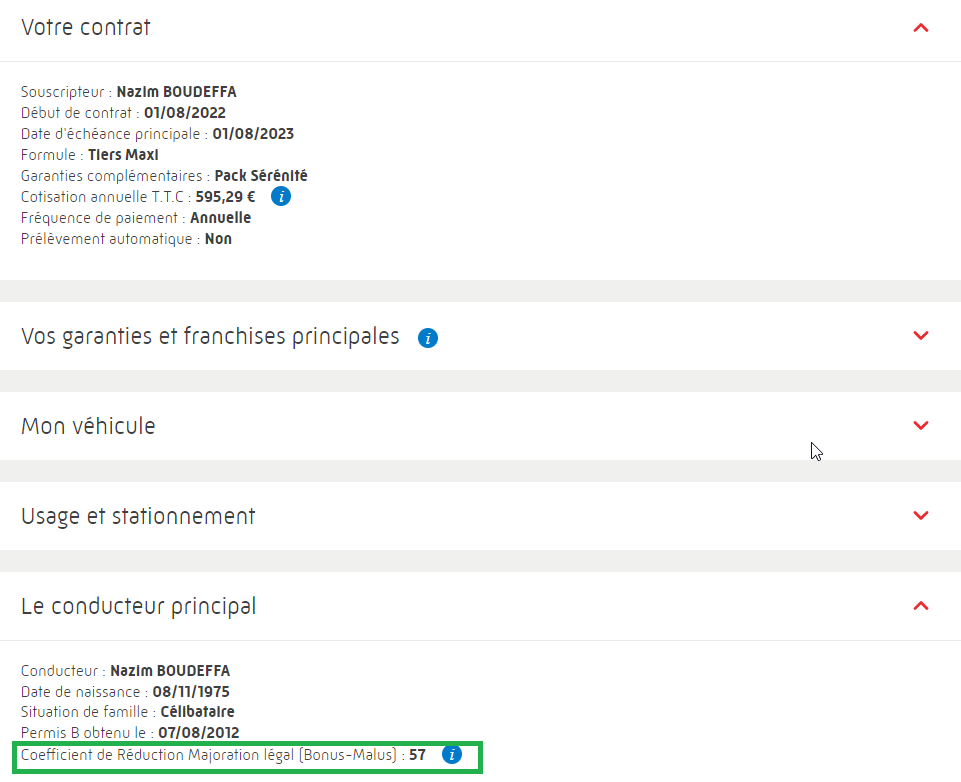 Votre contrat
Souscripteur : Nazim BOUDEFFA
Début de contrat : 01/08/2022
Date d'échéance principale : 01/08/2023
Formule : Tiers Maxi
Garanties complémentaires : Pack Sérénité
Cotisation annuelle T.T.C : 595,29 € i
Fréquence de paiement : Annuelle
Prélèvement automatique : Non
Vos garanties et franchises principales i
Mon véhicule
Usage et stationnement
Le conducteur principal
Conducteur : Nazim BOUDEFFA
Date de naissance : 08/11/1975
Situation de famille : Célibataire
Permis B obtenu le : 07/08/2012
Coefficient de Réduction Majoration légal (Bonus-Malus) : 57 i